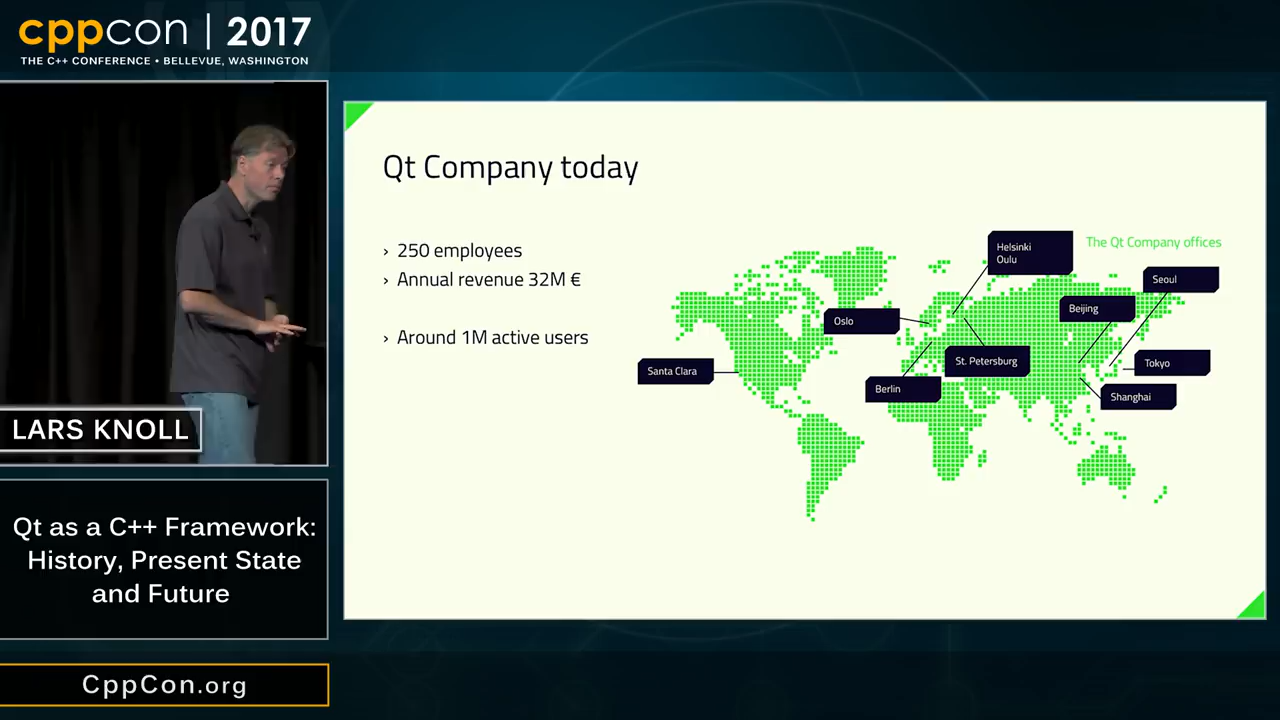 cppcon | 2017
THE C++ CONFERENCE • BELLEVUE, WASHINGTON
LARS KNOLL
Qt as a C++ Framework:
History, Present State
and Future
CppCon.org
Qt Company today
› 250 employees
› Annual revenue 32M €
› Around 1M active users
The Qt Company offices
Helsinki
Oulu
Seoul
Beijing
Oslo
St. Petersburg
Tokyo
Santa Clara
Berlin
Shanghai